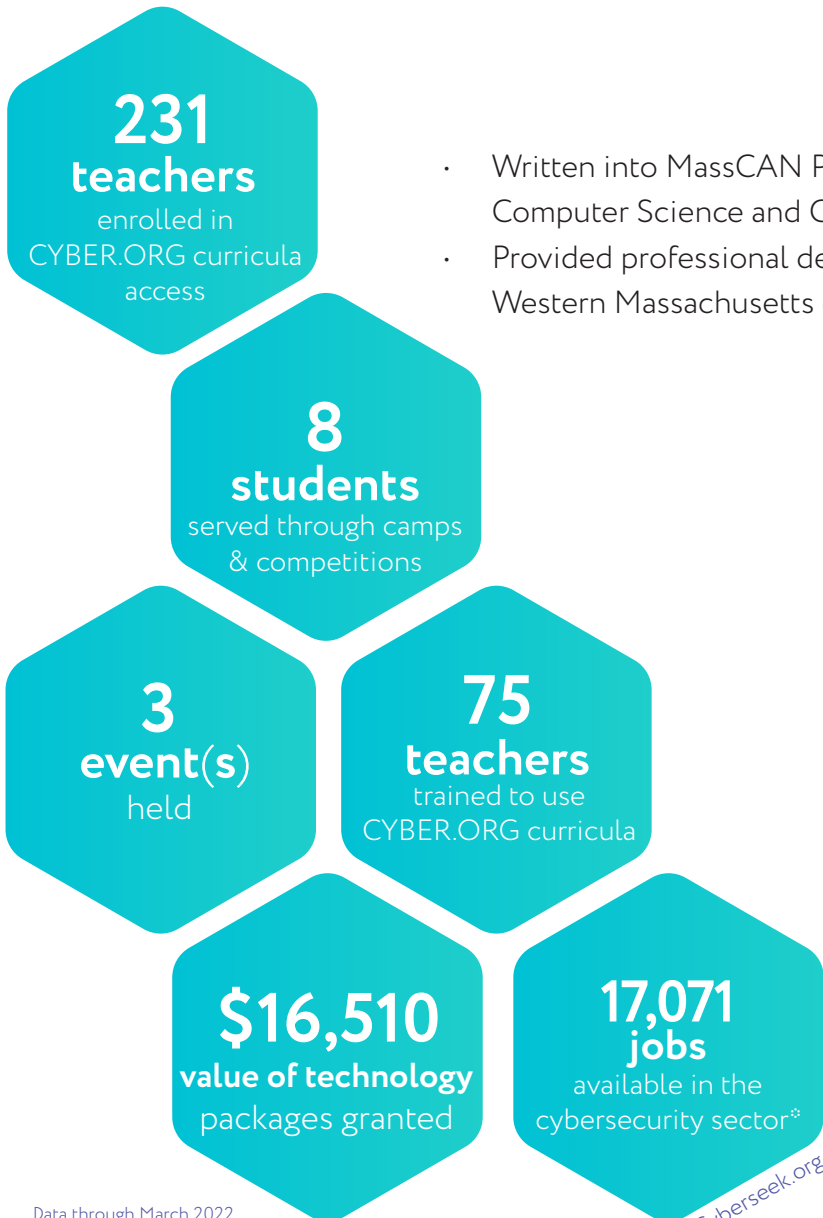 231
teachers
enrolled in
CYBER.ORG curricula
access
• Written into MassCAN
Computer Science and
• Provided professional
Western Massachusetts
8
students
served through camps
& competitions
3
event(s)
held
75
teachers
trained to use
CYBER.ORG curricula
$16,510
value of technology
packages granted
17,071
jobs
available in the
cybersecurity sector*
Data through March 2022
cyberseek.org